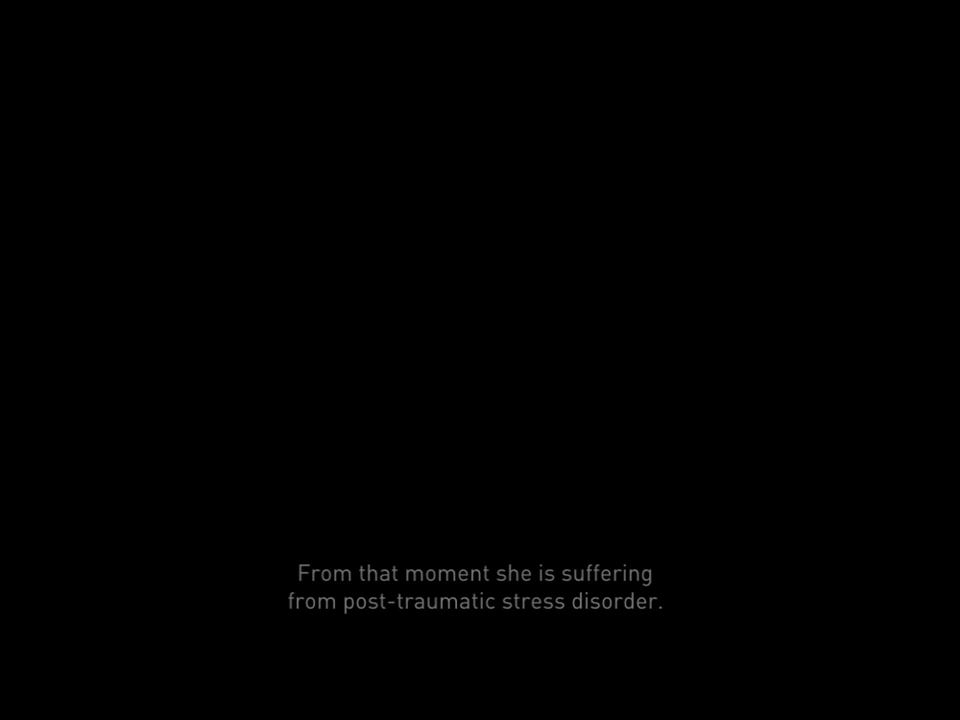 From that moment she is suffering
from post-traumatic stress disorder.